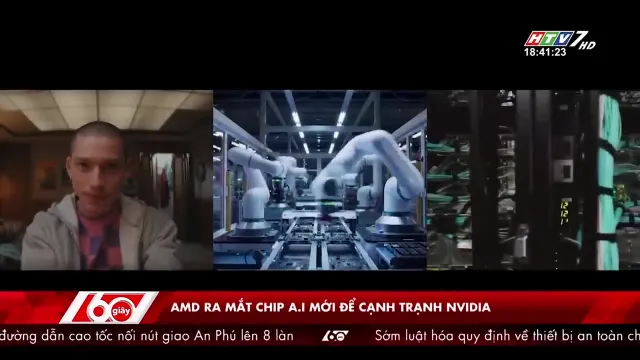 HTV7 HD
18:41:23
60 giây
AMD RA MẮT CHIP A.I MỚI ĐỂ CẠNH TRẠNH NVIDIA
đường dẫn cao tốc nối nút giao An Phú lên 8 làn 60 Sớm luật hóa quy định về thiết bị an toàn ch